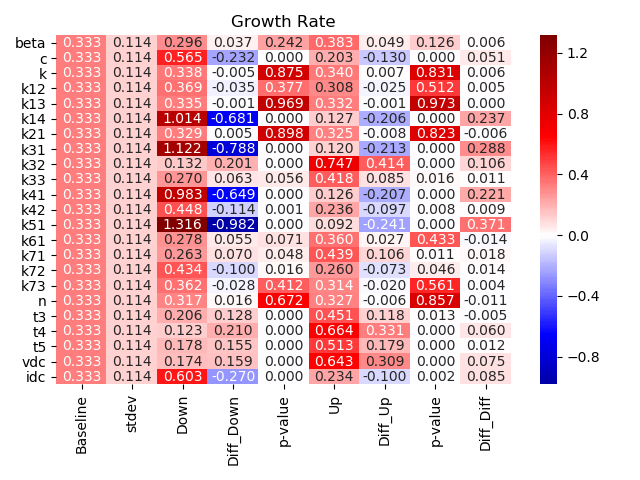 Growth Rate
beta 0.333 0.114 0.296 0.037 0.242 0.383 0.049 0.126 0.006
c 0.333 0.114 0.565 -0.232 0.000 0.203 -0.130 0.000 0.051
k 0.333 0.114 0.338 -0.005 0.875 0.340 0.007 0.831 0.006
k12 0.333 0.114 0.369 -0.035 0.377 0.308 -0.025 0.512 0.005
k13 0.333 0.114 0.335 -0.001 0.969 0.332 -0.001 0.973 0.000
k14 0.333 0.114 1.014 -0.681 0.000 0.127 -0.206 0.000 0.237
k21 0.333 0.114 0.329 0.005 0.898 0.325 -0.008 0.823 -0.006
k31 0.333 0.114 1.122 -0.788 0.000 0.120 -0.213 0.000 0.288
k32 0.333 0.114 0.132 0.201 0.000 0.747 0.414 0.000 0.106
k33 0.333 0.114 0.270 0.063 0.056 0.418 0.085 0.016 0.011
k41 0.333 0.114 0.983 -0.649 0.000 0.126 -0.207 0.000 0.221
k42 0.333 0.114 0.448 -0.114 0.001 0.236 -0.097 0.008 0.009
k51 0.333 0.114 1.316 -0.982 0.000 0.092 -0.241 0.000 0.371
k61 0.333 0.114 0.278 0.055 0.071 0.360 0.027 0.433 -0.014
k71 0.333 0.114 0.263 0.070 0.048 0.439 0.106 0.011 0.018
k72 0.333 0.114 0.434 -0.100 0.016 0.260 -0.073 0.046 0.014
k73 0.333 0.114 0.362 -0.028 0.412 0.314 -0.020 0.561 0.004
n 0.333 0.114 0.317 0.016 0.672 0.327 -0.006 0.857 -0.011
t3 0.333 0.114 0.206 0.128 0.000 0.451 0.118 0.013 -0.005
t4 0.333 0.114 0.123 0.210 0.000 0.664 0.331 0.000 0.060
t5 0.333 0.114 0.178 0.155 0.000 0.513 0.179 0.000 0.012
vdc 0.333 0.114 0.174 0.159 0.000 0.643 0.309 0.000 0.075
idc 0.333 0.114 0.603 -0.270 0.000 0.234 -0.100 0.002 0.085
Baseline stdev Down Diff_Down p-value Up Diff_Up p-value Diff_Diff
1.2
0.8
0.4
0.0
-0.4
-0.8